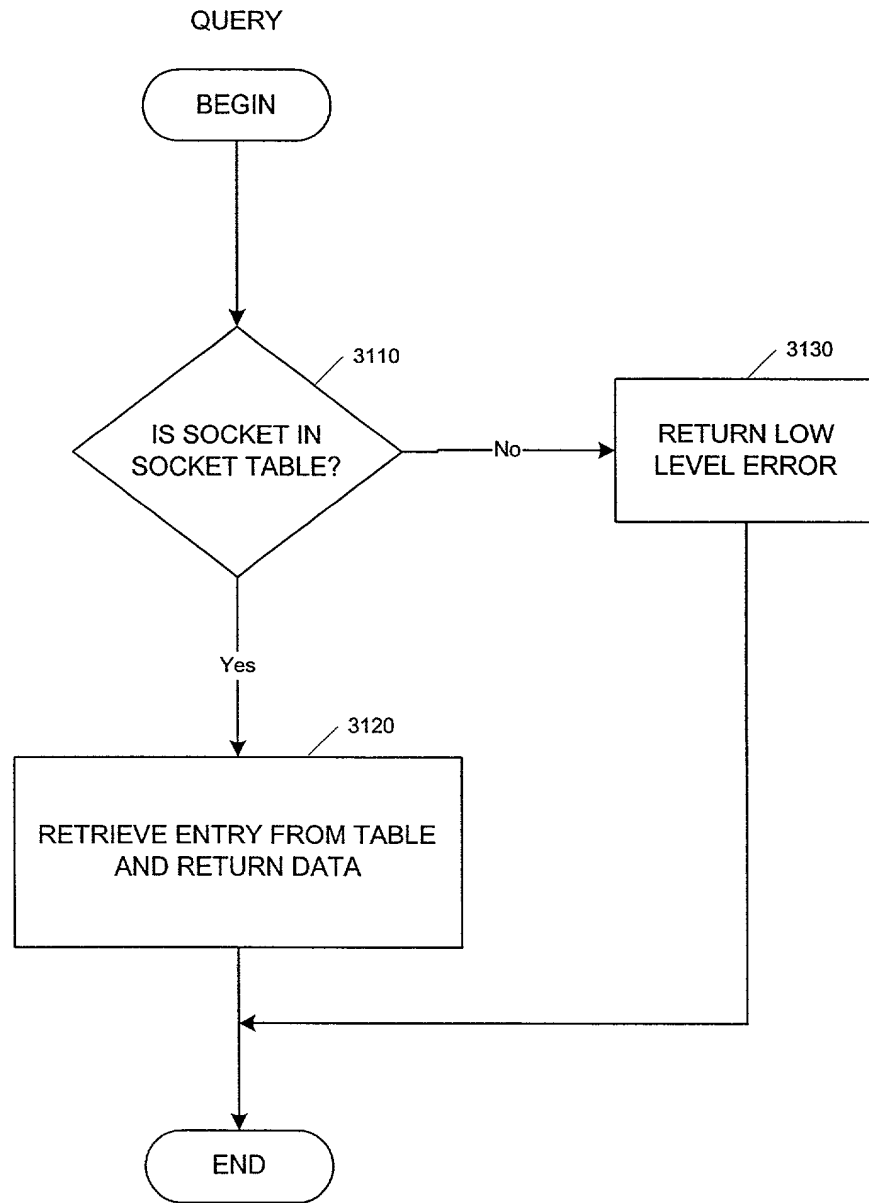 QUERY
BEGIN
3110
IS SOCKET IN
SOCKET TABLE?
No
3130
RETURN LOW
LEVEL ERROR
Yes
3120
RETRIEVE ENTRY FROM TABLE
AND RETURN DATA
END